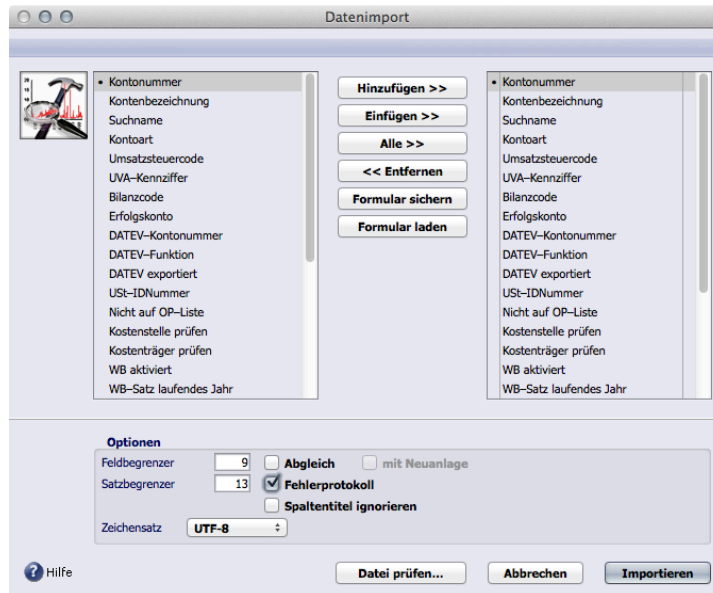 Datenimport
• Kontonummer
Kontenbezeichnung
Suchname
Kontoart
Umsatzsteuercode
UVA–Kennziffer
Bilanzcode
Erfolgskonto
DATEV–Kontonummer
DATEV–Funktion
DATEV exportiert
USt–IDNummer
Nicht auf OP–Liste
Kostenstelle prüfen
Kostenträger prüfen
WB aktiviert
WB–Satz laufendes Jahr
Hinzufügen >>
Einfügen >>
Alle >>
<< Entfernen
Formular sichern
Formular laden
• Kontonummer
Kontenbezeichnung
Suchname
Kontoart
Umsatzsteuercode
UVA–Kennziffer
Bilanzcode
Erfolgskonto
DATEV–Kontonummer
DATEV–Funktion
DATEV exportiert
USt–IDNummer
Nicht auf OP–Liste
Kostenstelle prüfen
Kostenträger prüfen
WB aktiviert
WB–Satz laufendes Jahr
Optionen
Feldbegrenzer 9 Abgleich mit Neuanlage
Satzbegrenzer 13 Fehlerprotokoll
Spaltentitel ignorieren
Zeichensatz UTF-8
? Hilfe Datei prüfen... Abbrechen Importieren